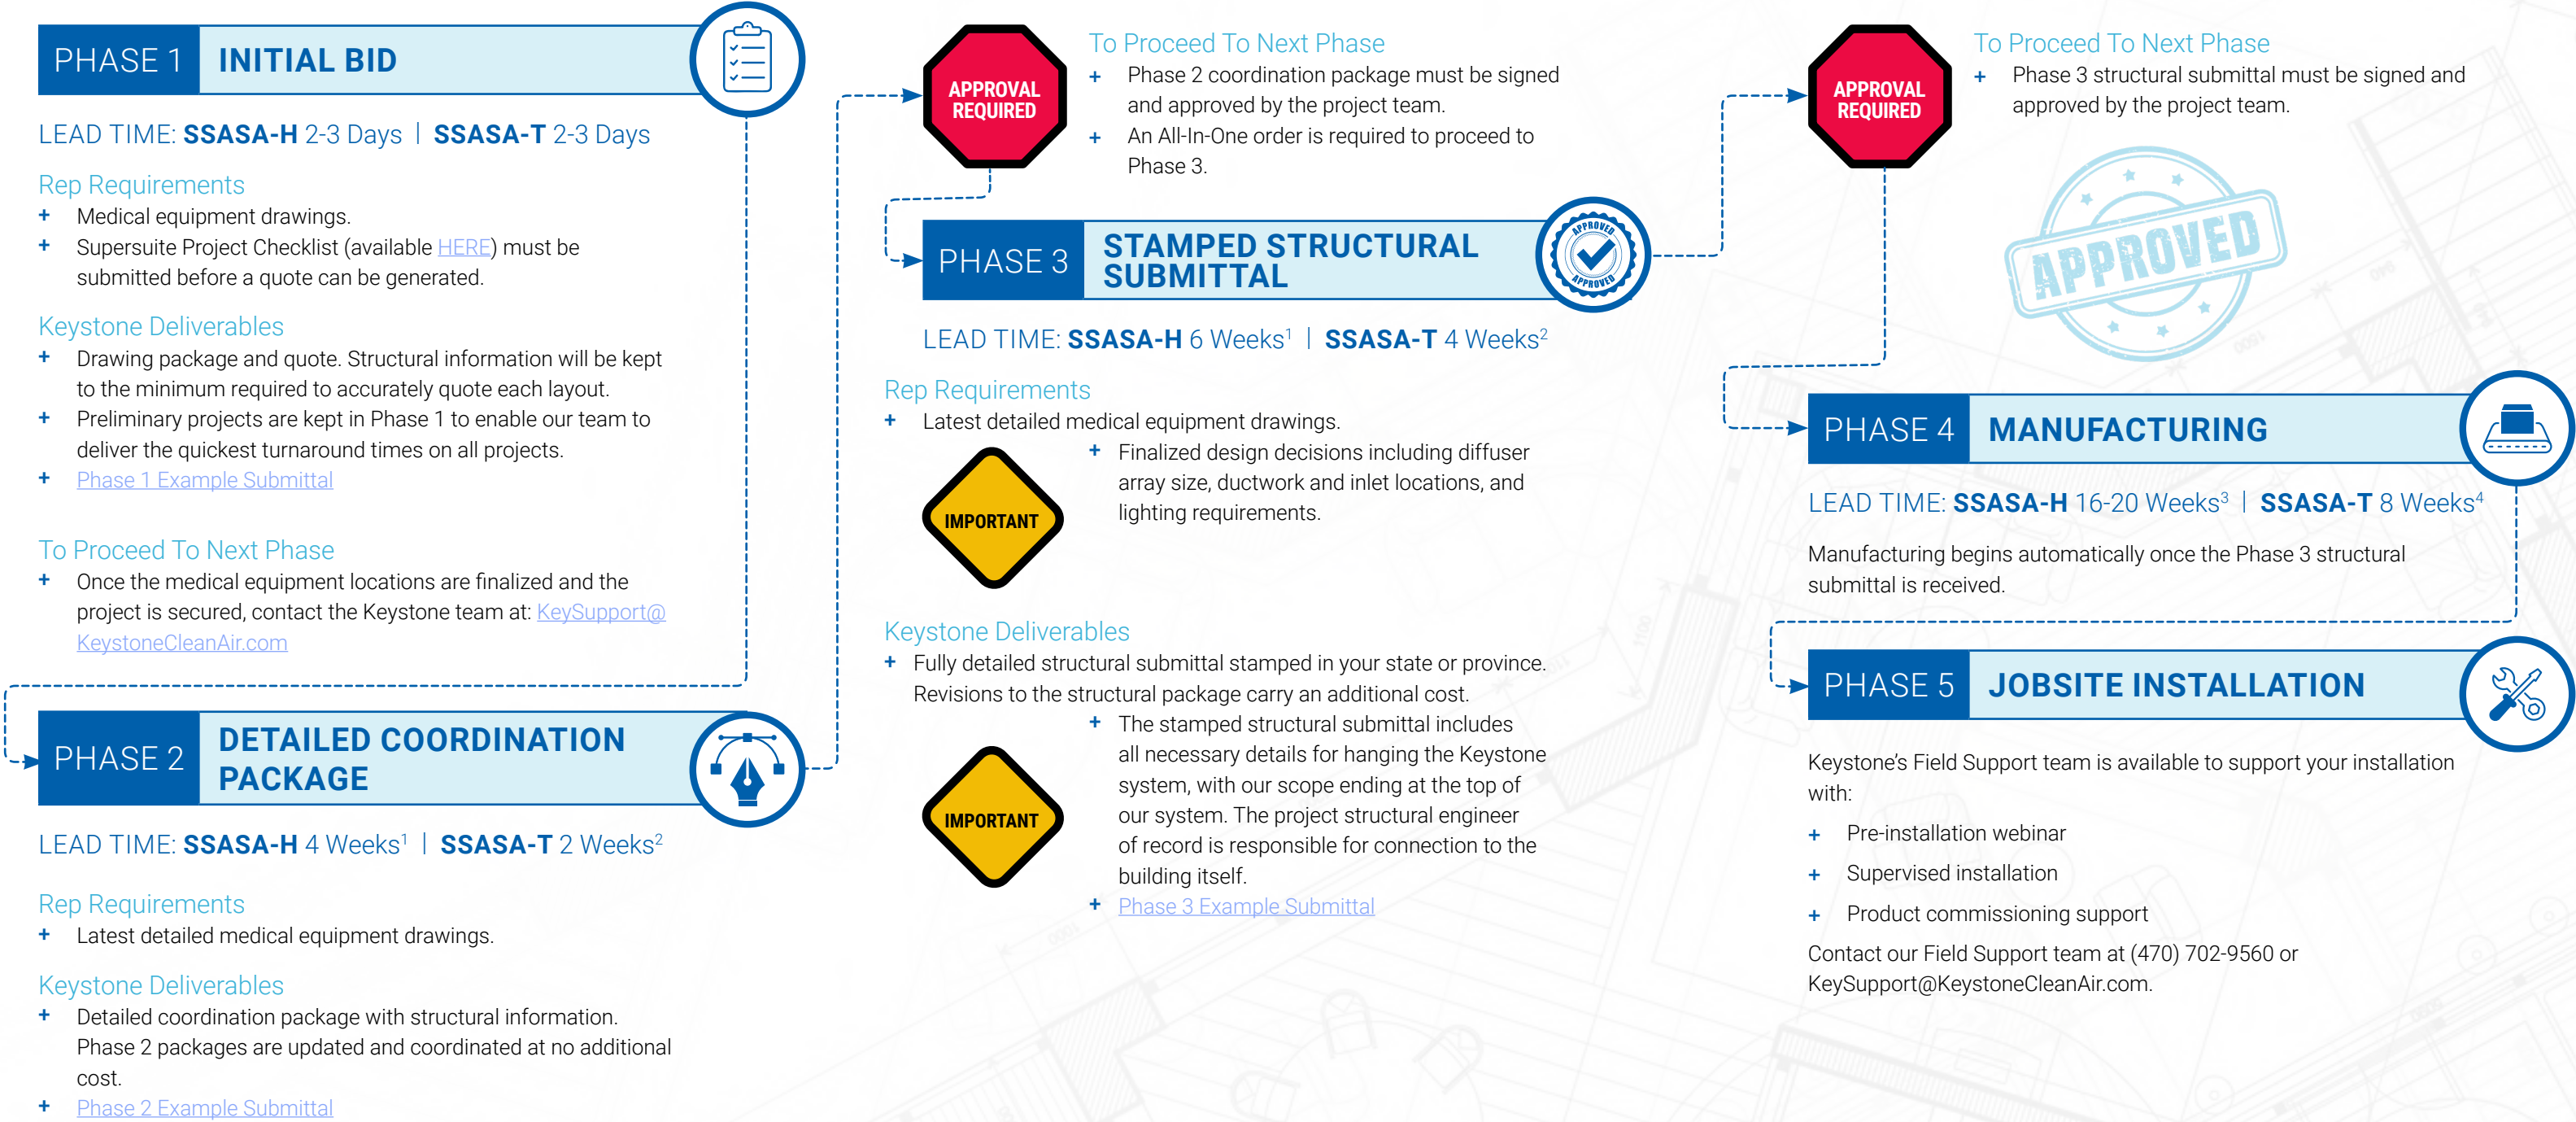 PHASE 1 INITIAL BID
LEAD TIME: SSASA-H 2-3 Days | SSASA-T 2-3 Days
Rep Requirements
+ Medical equipment drawings.
+ Supersuite Project Checklist (available HERE) must be
submitted before a quote can be generated.
Keystone Deliverables
+ Drawing package and quote. Structural information will be kept
to the minimum required to accurately quote each layout.
+ Preliminary projects are kept in Phase 1 to enable our team to
deliver the quickest turnaround times on all projects.
+ Phase 1 Example Submittal
To Proceed To Next Phase
+ Once the medical equipment locations are finalized and the
project is secured, contact the Keystone team at: KeySupport@
KeystoneCleanAir.com
PHASE 2 DETAILED COORDINATION
PACKAGE
LEAD TIME: SSASA-H 4 Weeks¹ | SSASA-T 2 Weeks²
Rep Requirements
+ Latest detailed medical equipment drawings.
Keystone Deliverables
+ Detailed coordination package with structural information.
Phase 2 packages are updated and coordinated at no additional
cost.
+ Phase 2 Example Submittal
APPROVAL
REQUIRED
To Proceed To Next Phase
+ Phase 2 coordination package must be signed
and approved by the project team.
+ An All-In-One order is required to proceed to
Phase 3.
PHASE 3 STAMPED STRUCTURAL
SUBMITTAL
APPROVED
APPROVED
LEAD TIME: SSASA-H 6 Weeks¹ | SSASA-T 4 Weeks²
Rep Requirements
+ Latest detailed medical equipment drawings.
IMPORTANT
+ Finalized design decisions including diffuser
array size, ductwork and inlet locations, and
lighting requirements.
Keystone Deliverables
+ Fully detailed structural submittal stamped in your state or province.
Revisions to the structural package carry an additional cost.
IMPORTANT
+ The stamped structural submittal includes
all necessary details for hanging the Keystone
system, with our scope ending at the top of
our system. The project structural engineer
of record is responsible for connection to the
building itself.
+ Phase 3 Example Submittal
APPROVAL
REQUIRED
To Proceed To Next Phase
+ Phase 3 structural submittal must be signed and
approved by the project team.
APPROVED
PHASE 4 MANUFACTURING
LEAD TIME: SSASA-H 16-20 Weeks³ | SSASA-T 8 Weeks⁴
Manufacturing begins automatically once the Phase 3 structural
submittal is received.
PHASE 5 JOBSITE INSTALLATION
Keystone's Field Support team is available to support your installation
with:
+ Pre-installation webinar
+ Supervised installation
+ Product commissioning support
Contact our Field Support team at (470) 702-9560 or
KeySupport@KeystoneCleanAir.com.